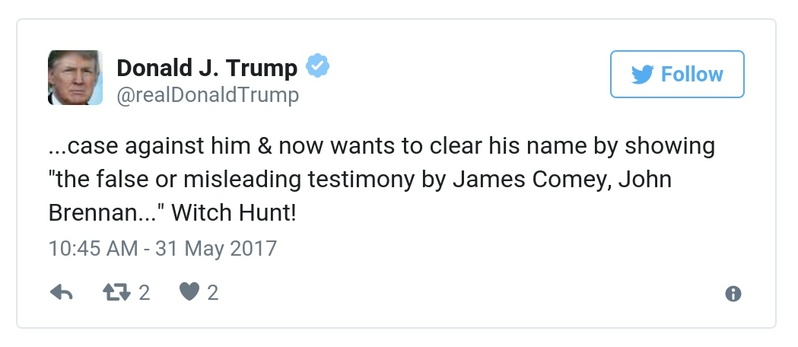 Donald J. Trump
@realDonaldTrump
Follow
...case against him & now wants to clear his name by showing
"the false or misleading testimony by James Comey, John
Brennan..." Witch Hunt!
10:45 AM - 31 May 2017
2 2